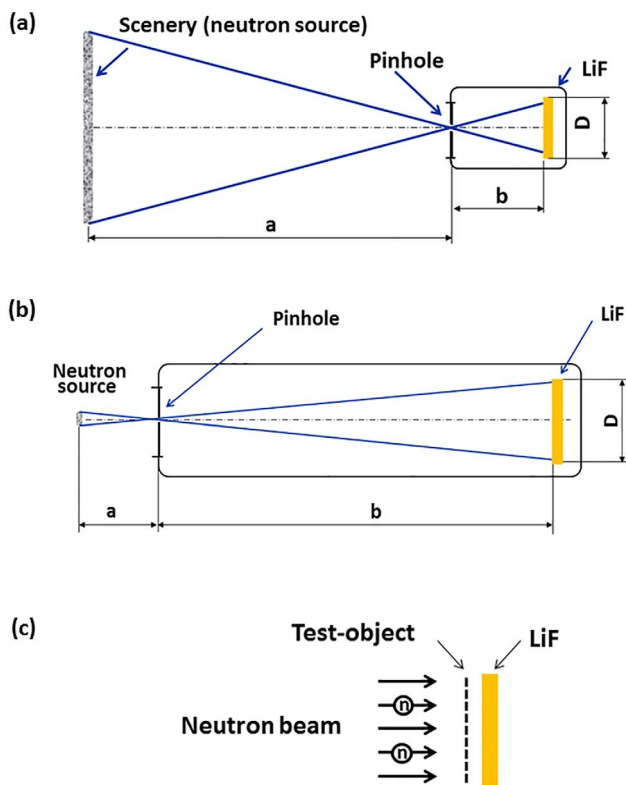 (a)
Scenery (neutron source)
Pinhole
LiF
D
b
a
(b)
Pinhole
LiF
Neutron
source
D
a
b
(c)
Test-object
LiF
n
Neutron beam
n